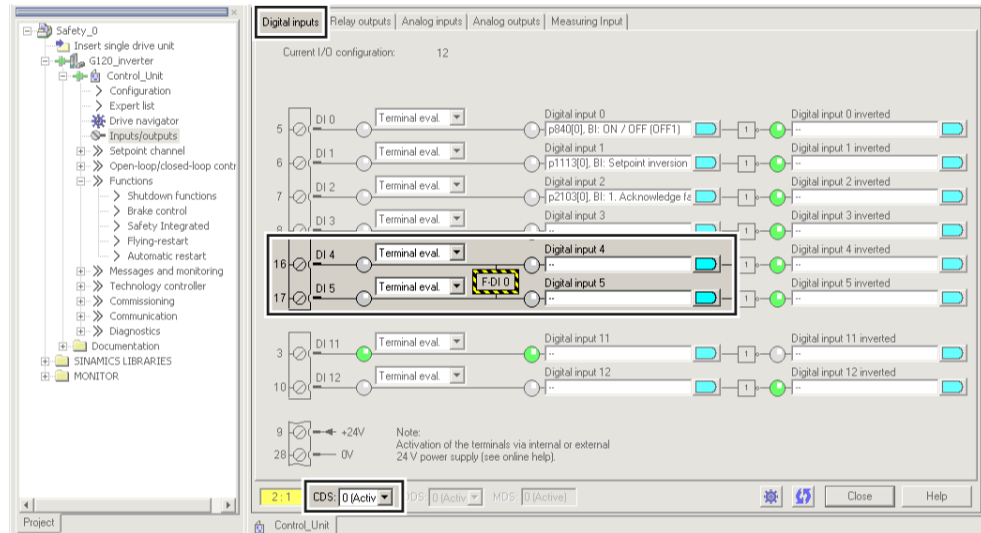 Safety_0
Insert single drive unit
G120_inverter
Control_Unit
Configuration
Expert list
Drive navigator
Inputs/outputs
Setpoint channel
Open-loop/closed-loop contr
Functions
Shutdown functions
Brake control
Safety Integrated
Flying-restart
Automatic restart
Messages and monitoring
Technology controller
Commissioning
Communication
Diagnostics
Documentation
SINAMICS LIBRARIES
MONITOR
Project
Digital inputs Relay outputs Analog inputs Analog outputs Measuring Input
Current I/O configuration: 12
DI 0 Terminal eval. Digital input 0 Digital input 0 inverted
5 p840[0], BI: ON / OFF (OFF1) 1 --
DI 1 Terminal eval. Digital input 1 Digital input 1 inverted
6 p1113[0], BI: Setpoint inversion 1 --
DI 2 Terminal eval. Digital input 2 Digital input 2 inverted
7 p2103[0], BI: 1. Acknowledge fa 1 --
DI 3 Terminal eval. Digital input 3 Digital input 3 inverted
8 -- 1 --
DI 4 Terminal eval. Digital input 4 Digital input 4 inverted
16 -- 1 --
F-DI 0
DI 5 Terminal eval. Digital input 5 Digital input 5 inverted
17 -- 1 --
DI 11 Terminal eval. Digital input 11 Digital input 11 inverted
3 -- 1 --
DI 12 Terminal eval. Digital input 12 Digital input 12 inverted
10 -- 1 --
9 +24V Note:
Activation of the terminals via internal or external
28 0V 24 V power supply (see online help).
2:1 CDS: 0 (Activ DDS: 0 (Activ MDS: 0 (Active) Close Help
Control_Unit